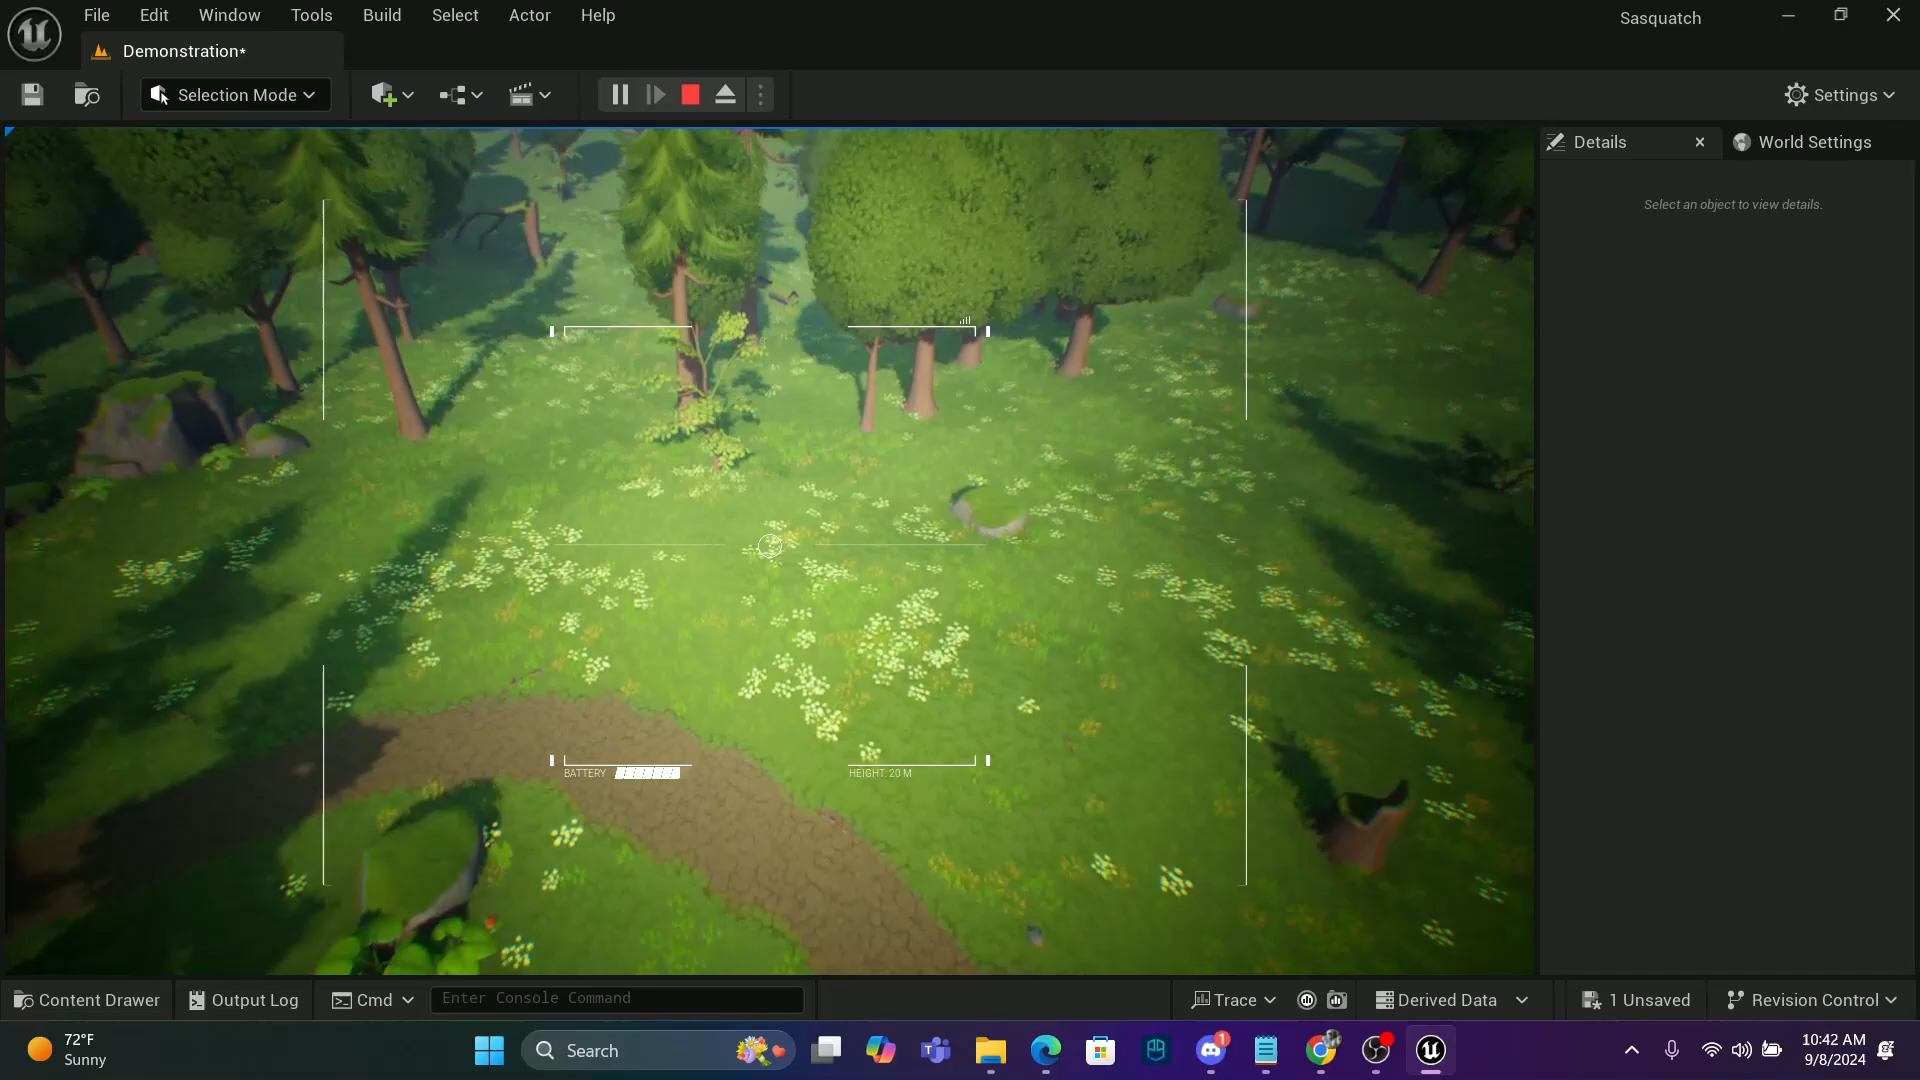 File Edit Window Tools Build Select Actor Help
Sasquatch
Demonstration*
Selection Mode
Settings
Details
World Settings
Select an object to view details.
BATTERY
HEIGHT: 20 M
Content Drawer
Output Log
Cmd
Enter Console Command
Trace
Derived Data
1 Unsaved
Revision Control
72°F
Sunny
Search
1
10:42 AM
9/8/2024